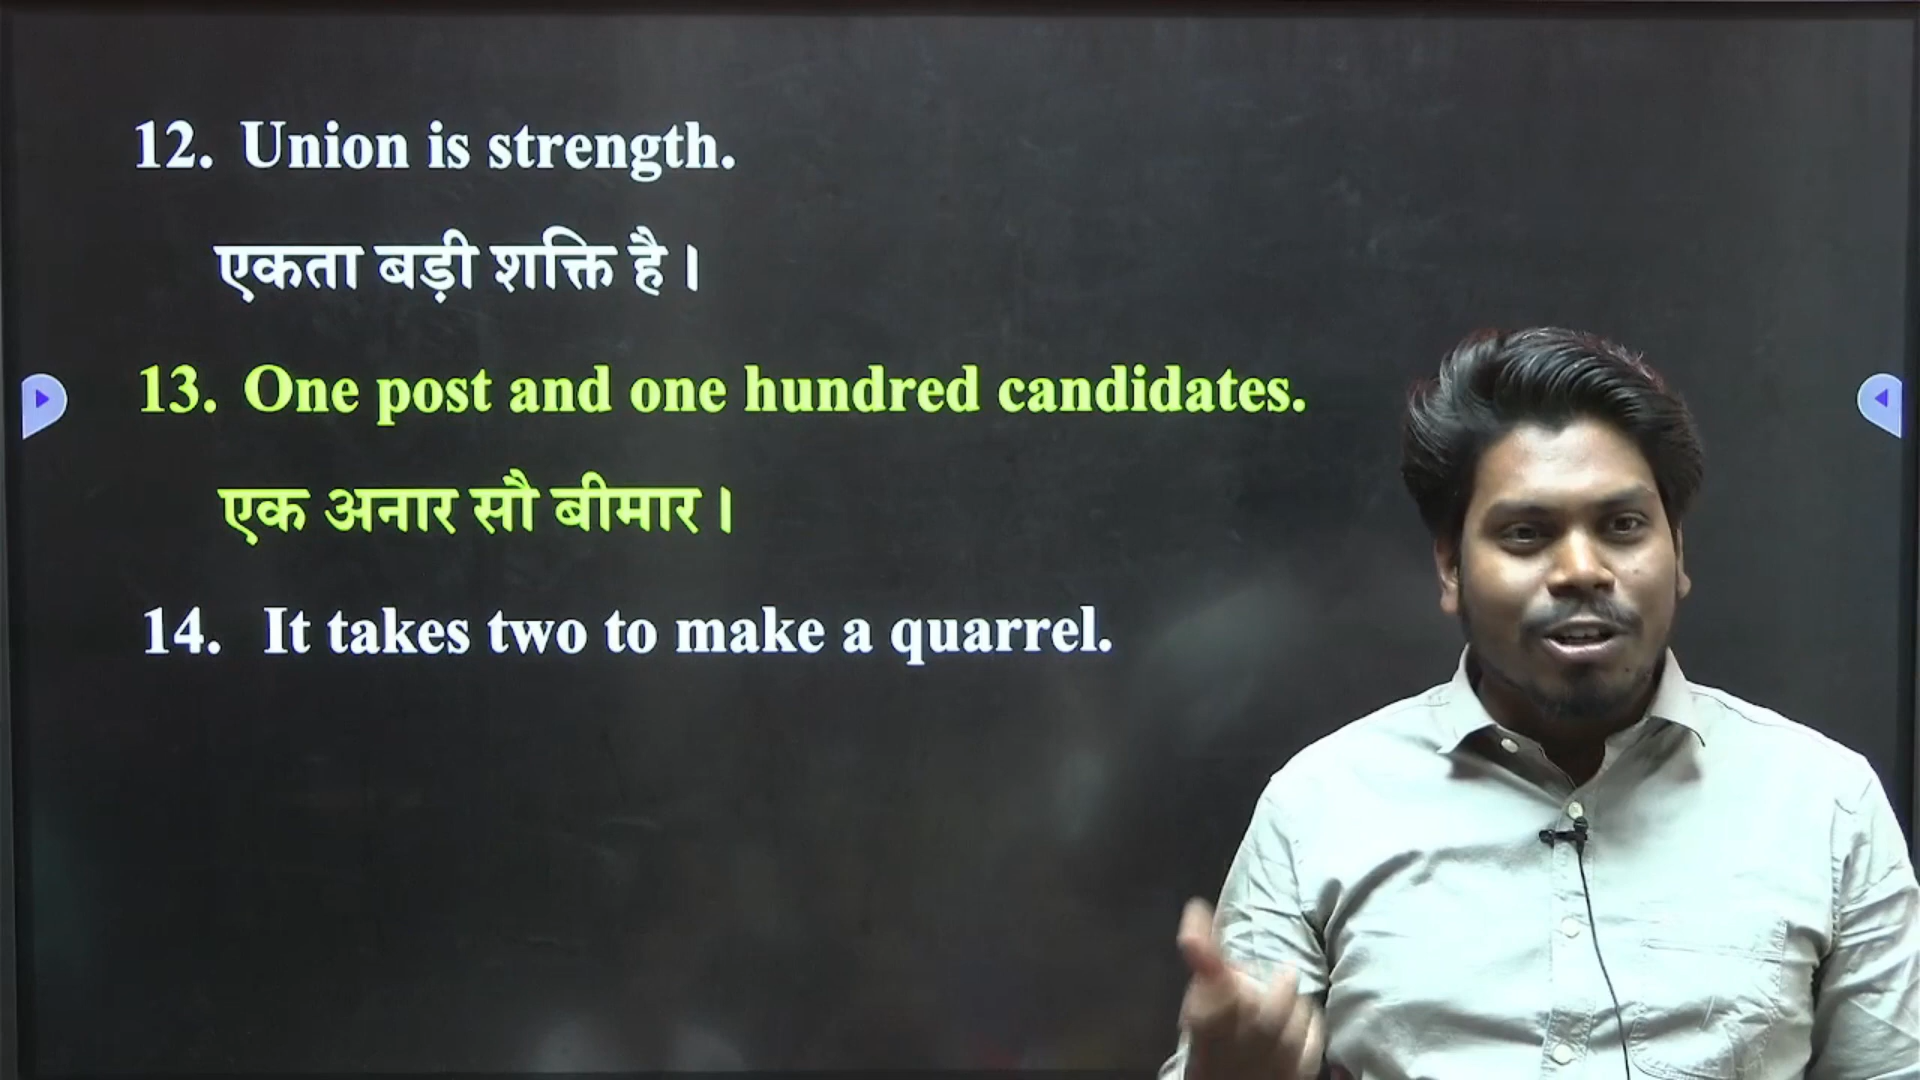 12. Union is strength.
एकता बड़ी शक्ति है।
13. One post and one hundred candidates.
एक अनार सौ बीमार।
14. It takes two to make a quarrel.